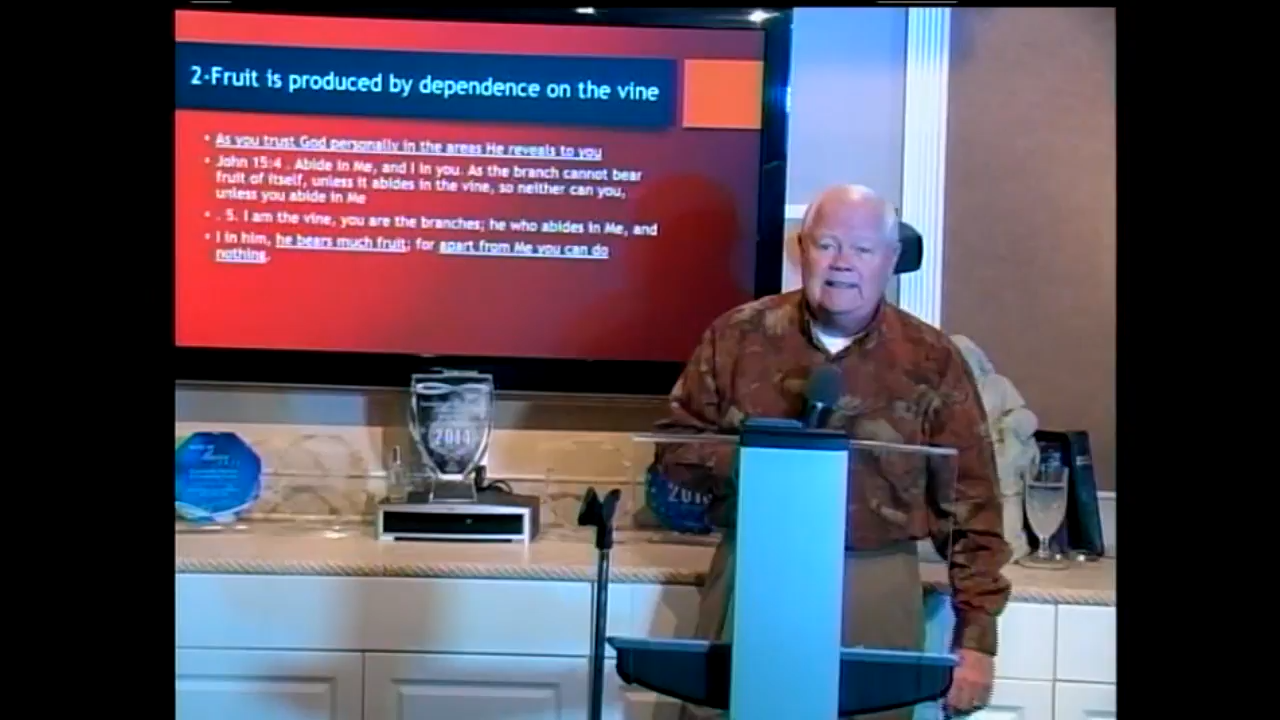 2-Fruit is produced by dependence on the vine
• As you trust God personally in the areas He reveals to you
• John 15:4 . Abide in Me, and I in you. As the branch cannot bear
fruit of itself, unless it abides in the vine, so neither can you,
unless you abide in Me
• . 5. I am the vine, you are the branches; he who abides in Me, and
• I in him, he bears much fruit; for apart from Me you can do
nothing.
2014